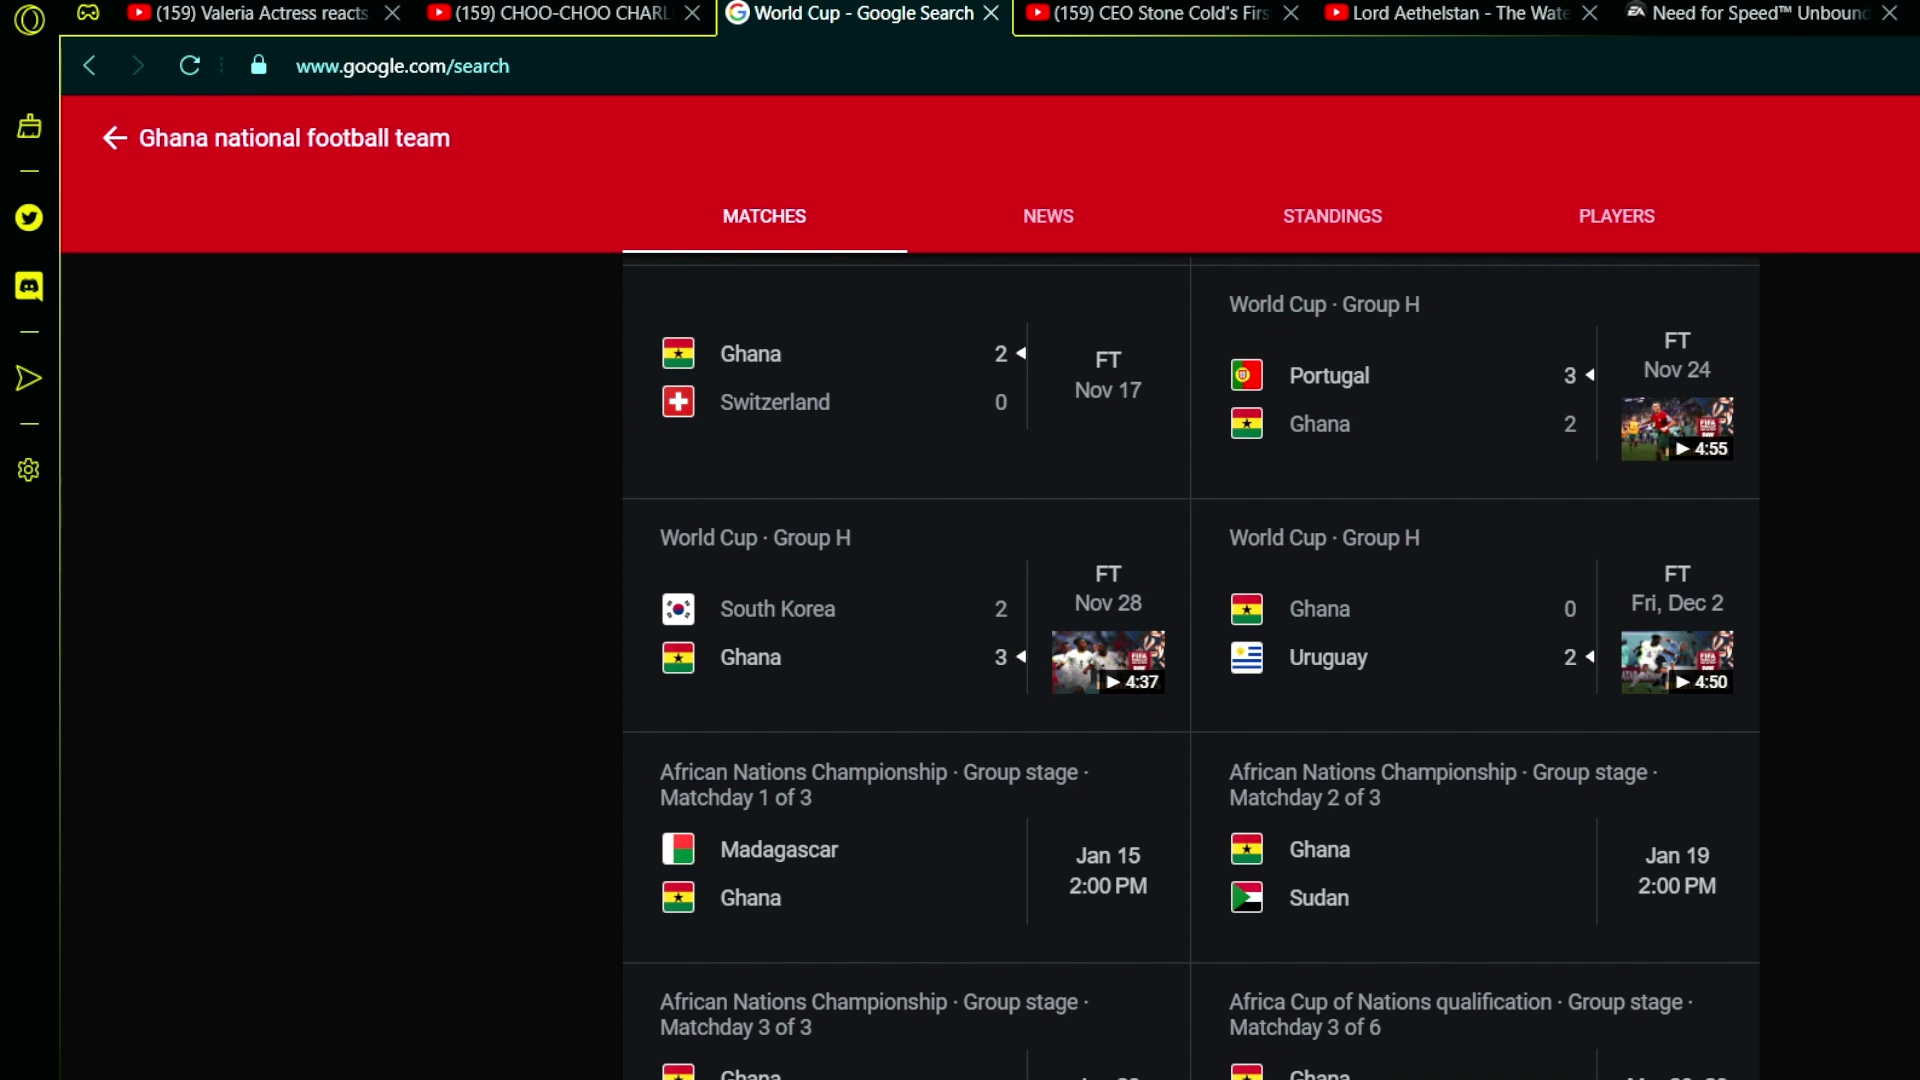 (159) Valeria Actress reacts
(159) CHOO-CHOO CHARL
World Cup - Google Search
(159) CEO Stone Cold's Firs
Lord Aethelstan - The Wate
Need for Speed™ Unbound
www.google.com/search
Ghana national football team
MATCHES
NEWS
STANDINGS
PLAYERS
Ghana 2
Switzerland 0
FT
Nov 17
World Cup · Group H
Portugal 3
Ghana 2
FT
Nov 24
4:55
World Cup · Group H
South Korea 2
Ghana 3
FT
Nov 28
4:37
World Cup · Group H
Ghana 0
Uruguay 2
FT
Fri, Dec 2
4:50
African Nations Championship · Group stage ·
Matchday 1 of 3
Madagascar
Ghana
Jan 15
2:00 PM
African Nations Championship · Group stage ·
Matchday 2 of 3
Ghana
Sudan
Jan 19
2:00 PM
African Nations Championship · Group stage ·
Matchday 3 of 3
Ghana
Africa Cup of Nations qualification · Group stage ·
Matchday 3 of 6
Ghana